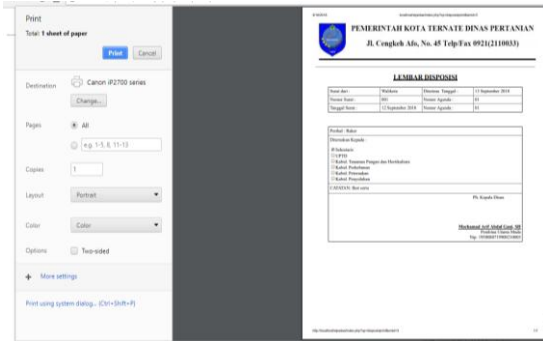 Print
Total: 1 sheet of paper
Print Cancel
Destination Canon iP2700 series
Change...
Pages All
e.g. 1-5, 8, 11-13
Copies 1
Layout Portrait
Color Color
Options Two-sided
+ More settings
Print using system dialog... (Ctrl+Shift+P)
PEMERINTAH KOTA TERNATE DINAS PERTANIAN
Jl. Cengkeh Afo, No. 45 Telp/Fax 0921(2110033)
LEMBAR DISPOSISI
Surat dari : Walikota Diterima Tanggal : 13 September 2018
Nomor Surat : Nomor Agenda : 01
Tanggal Surat : 12 September 2018 Nomor Agenda : 01
Perihal :
Diteruskan Kepada :
Sekretaris
UPTD
Kabid. Tanaman Pangan dan Hortikultura
Kabid. Perkebunan
Kabid. Peternakan
Kabid. Penyuluhan
CATATAN:
Plt. Kepala Dinas